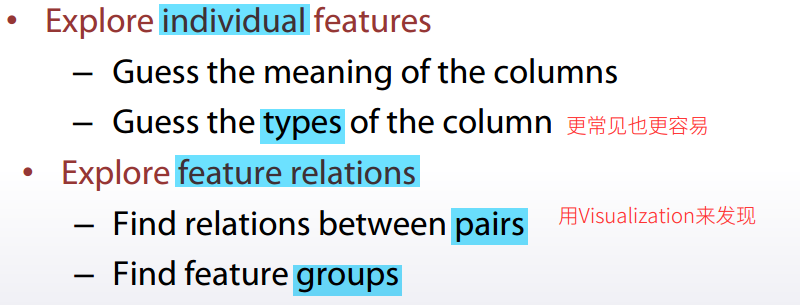 • Explore individual features
– Guess the meaning of the columns
– Guess the types of the column 更常见也更容易
• Explore feature relations
– Find relations between pairs 用Visualization来发现
– Find feature groups